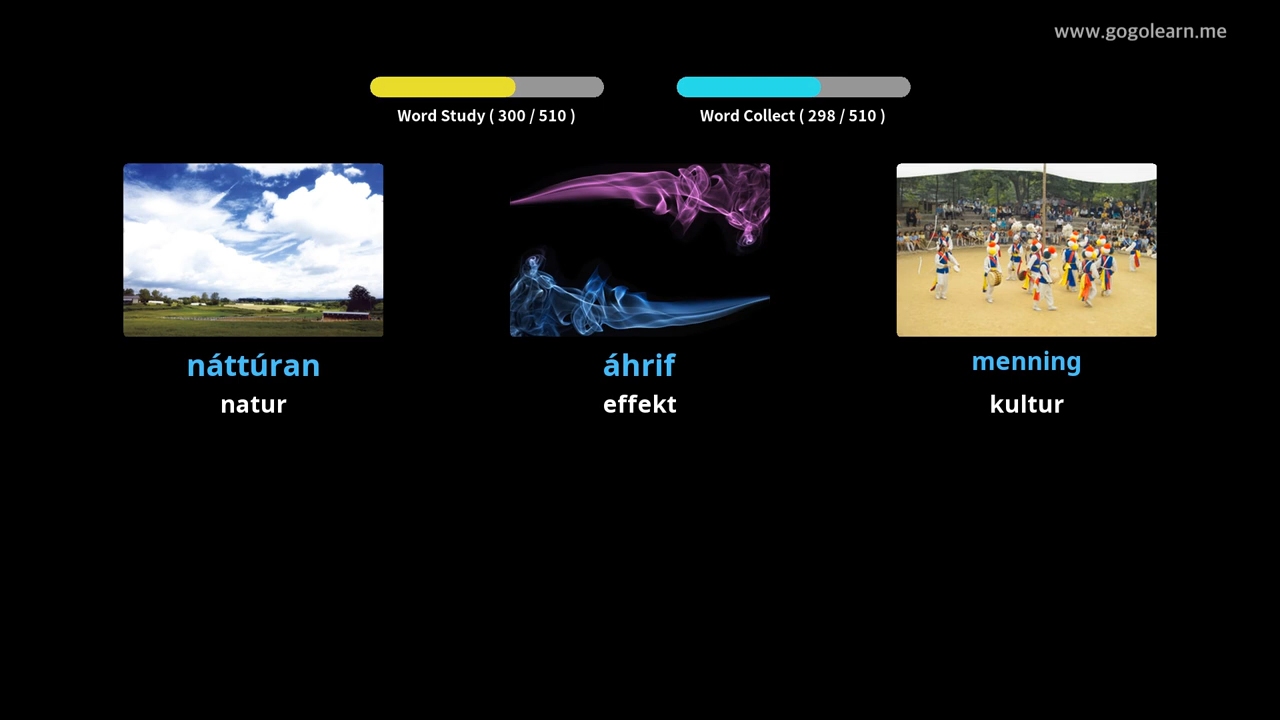 www.gogolearn.me
Word Study ( 300 / 510 )
Word Collect ( 298 / 510 )
náttúran
áhrif
menning
natur
effekt
kultur